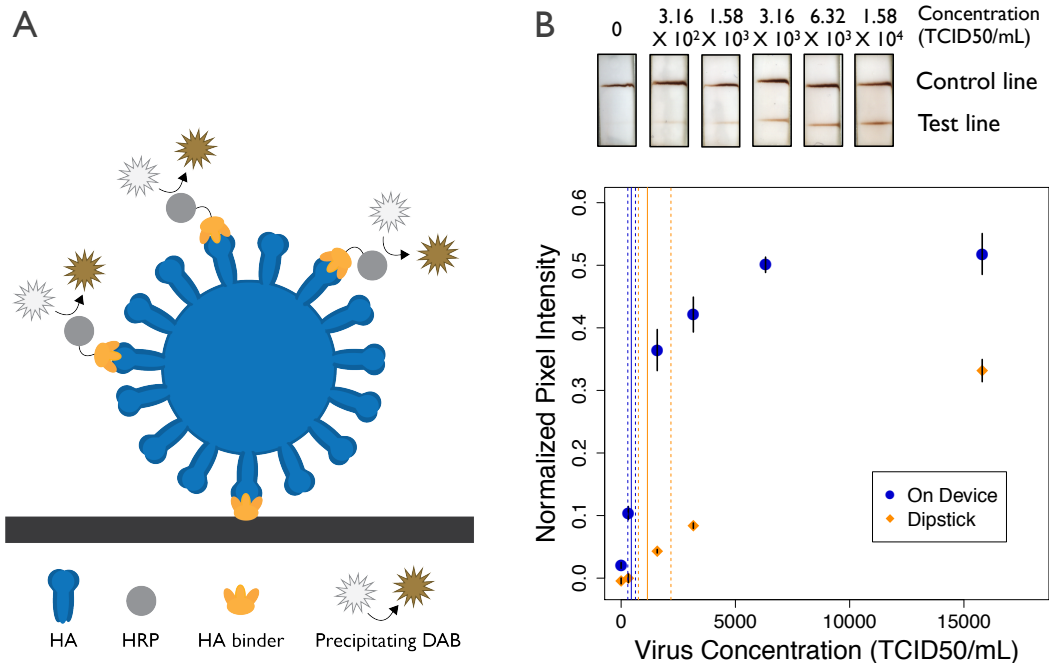 A
HA
HRP
HA binder
Precipitating DAB
B
0
3.16
X 10²
1.58
X 10³
3.16
X 10³
6.32
X 10³
1.58
X 10⁴
Concentration
(TCID50/mL)
Control line
Test line
Normalized Pixel Intensity
0.6
0.5
0.4
0.3
0.2
0.1
0.0
On Device
Dipstick
0
5000
10000
15000
Virus Concentration (TCID50/mL)